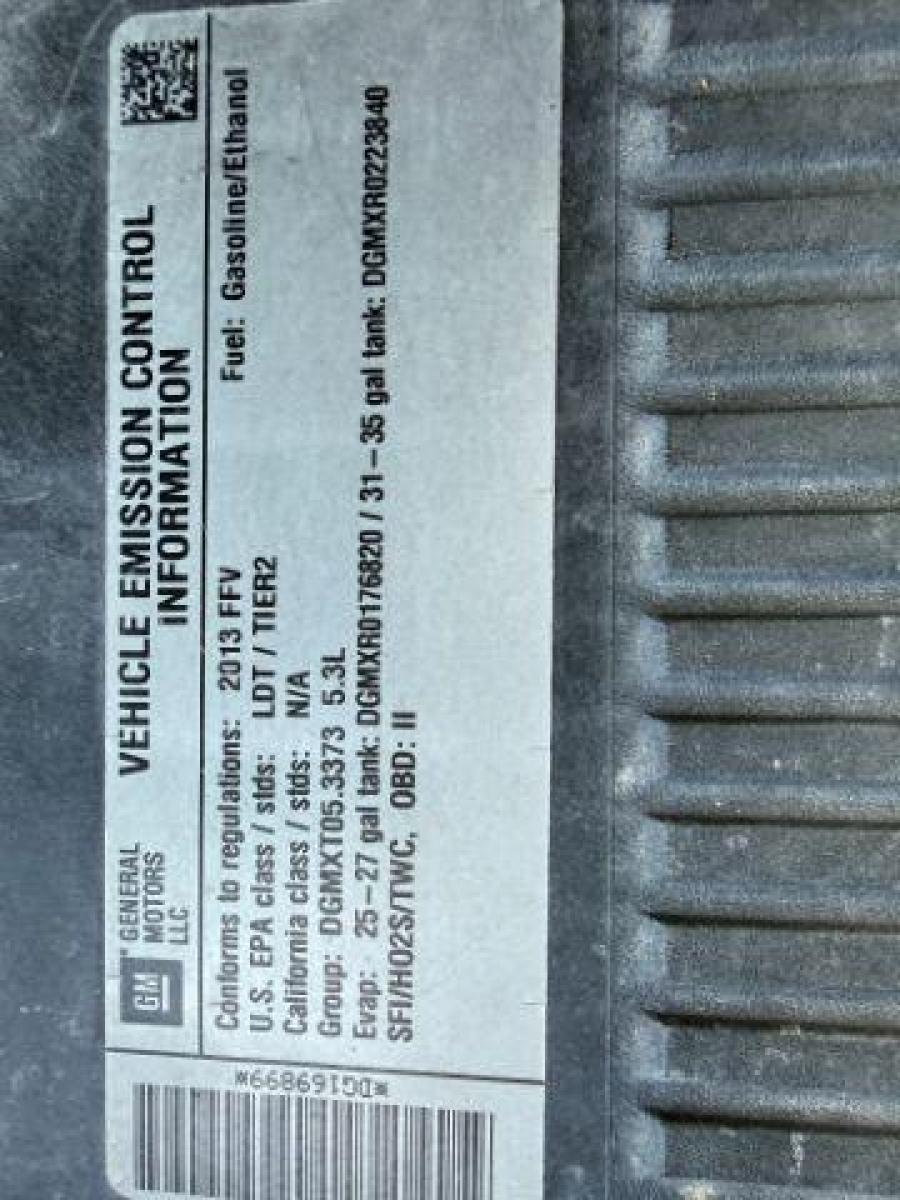 GM
GENERAL
MOTORS
LLC
VEHICLE EMISSION CONTROL
INFORMATION
Conforms to regulations: 2013 FFV Fuel: Gasoline/Ethanol
U.S. EPA class / stds: LDT / TIER2
California class / stds: N/A
Group: DGMXT05.3373 5.3L
Evap: 25-27 gal tank: DGMXR0176820 / 31-35 gal tank: DGMXR0223840
SFI/HO2S/TWC, OBD: II
*DG169899*